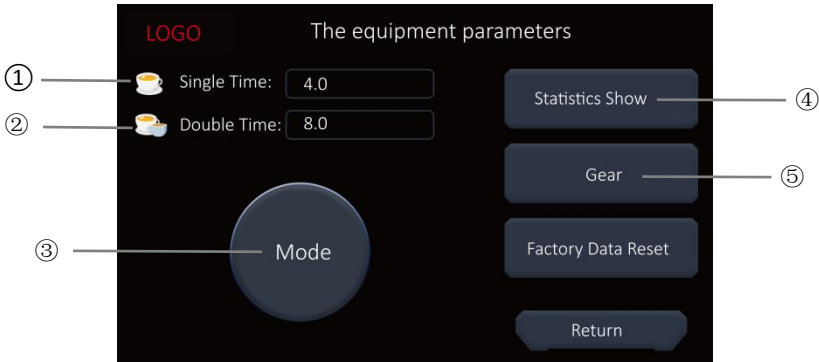 LOGO The equipment parameters
① Single Time: 4.0
② Double Time: 8.0
Statistics Show ④
Gear ⑤
③ Mode
Factory Data Reset
Return